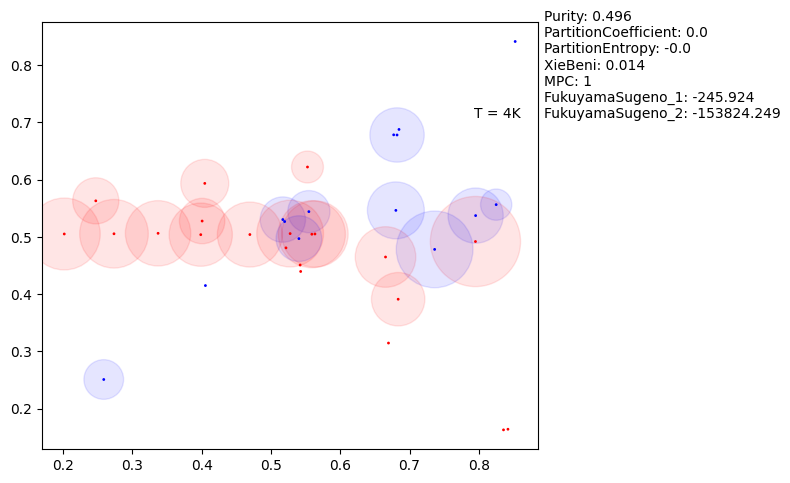 Purity: 0.496
PartitionCoefficient: 0.0
PartitionEntropy: -0.0
XieBeni: 0.014
MPC: 1
FukuyamaSugeno_1: -245.924
FukuyamaSugeno_2: -153824.249
T = 4K
0.8
0.7
0.6
0.5
0.4
0.3
0.2
0.2 0.3 0.4 0.5 0.6 0.7 0.8